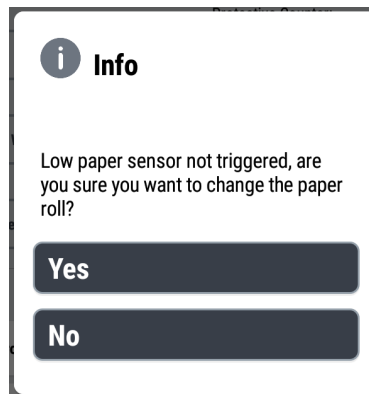 Info
Low paper sensor not triggered, are
you sure you want to change the paper
roll?
Yes
No